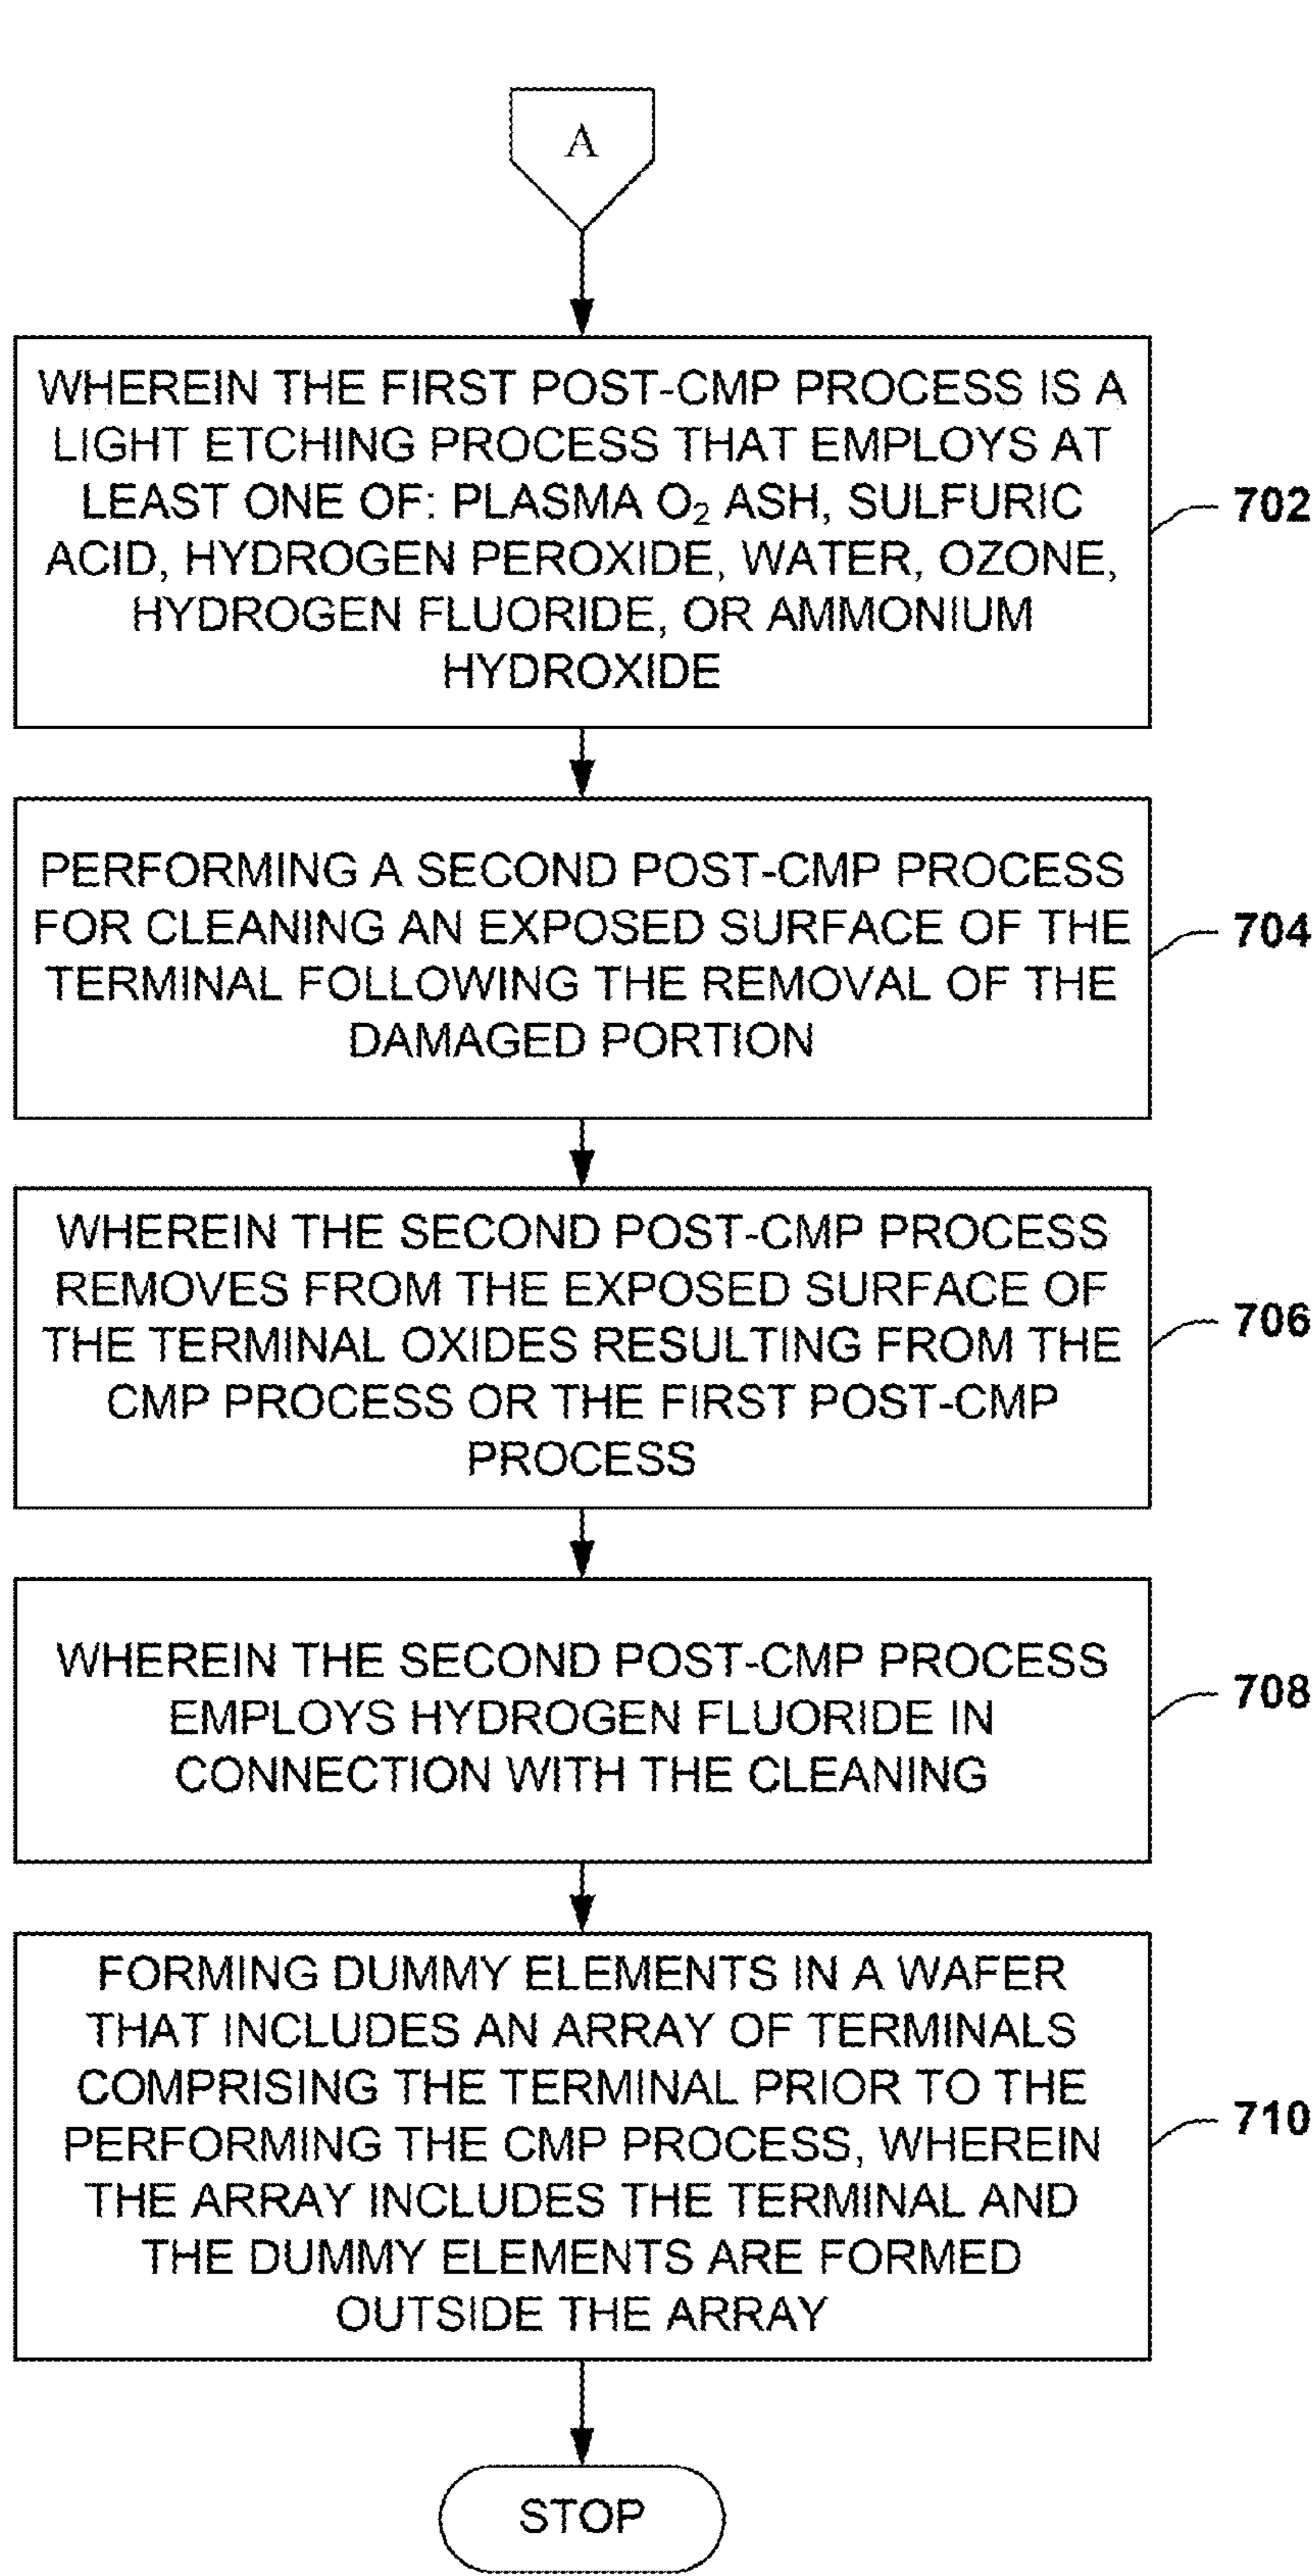 A
WHEREIN THE FIRST POST-CMP PROCESS IS A
LIGHT ETCHING PROCESS THAT EMPLOYS AT
LEAST ONE OF: PLASMA O₂ ASH, SULFURIC
ACID, HYDROGEN PEROXIDE, WATER, OZONE,
HYDROGEN FLUORIDE, OR AMMONIUM
HYDROXIDE
702
PERFORMING A SECOND POST-CMP PROCESS
FOR CLEANING AN EXPOSED SURFACE OF THE
TERMINAL FOLLOWING THE REMOVAL OF THE
DAMAGED PORTION
704
WHEREIN THE SECOND POST-CMP PROCESS
REMOVES FROM THE EXPOSED SURFACE OF
THE TERMINAL OXIDES RESULTING FROM THE
CMP PROCESS OR THE FIRST POST-CMP
PROCESS
706
WHEREIN THE SECOND POST-CMP PROCESS
EMPLOYS HYDROGEN FLUORIDE IN
CONNECTION WITH THE CLEANING
708
FORMING DUMMY ELEMENTS IN A WAFER
THAT INCLUDES AN ARRAY OF TERMINALS
COMPRISING THE TERMINAL PRIOR TO THE
PERFORMING THE CMP PROCESS, WHEREIN
THE ARRAY INCLUDES THE TERMINAL AND
THE DUMMY ELEMENTS ARE FORMED
OUTSIDE THE ARRAY
710
STOP